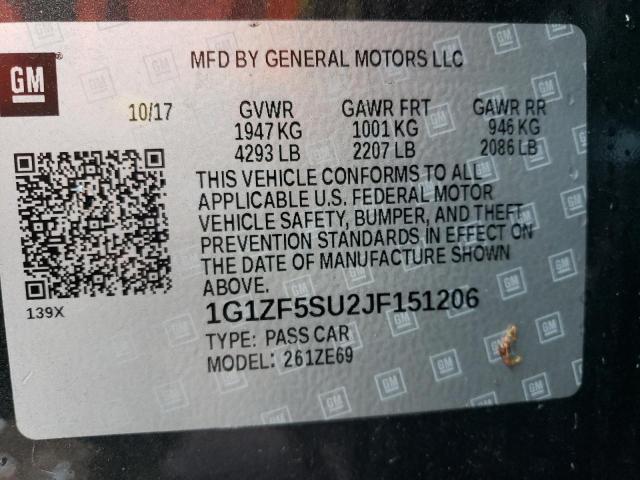 GM
MFD BY GENERAL MOTORS LLC
10/17 GVWR GAWR FRT GAWR RR
1947 KG 1001 KG 946 KG
4293 LB 2207 LB 2086 LB
THIS VEHICLE CONFORMS TO ALL
APPLICABLE U.S. FEDERAL MOTOR
VEHICLE SAFETY, BUMPER, AND THEFT
PREVENTION STANDARDS IN EFFECT ON
THE DATE OF MANUFACTURE SHOWN
ABOVE.
139X
1G1ZF5SU2JF151206
TYPE: PASS CAR
MODEL: 261ZE69